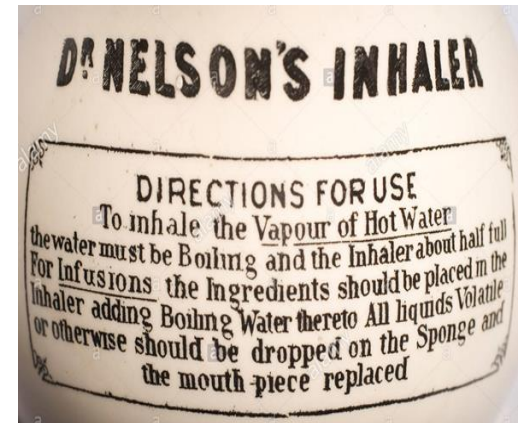 DR NELSON'S INHALER
DIRECTIONS FOR USE
To inhale the Vapour of Hot Water
the water must be Boiling and the Inhaler about half full
For Infusions the Ingredients should be placed in the
Inhaler adding Boiling Water thereto All liquids Volatile
or otherwise should be dropped on the Sponge and
the mouth-piece replaced